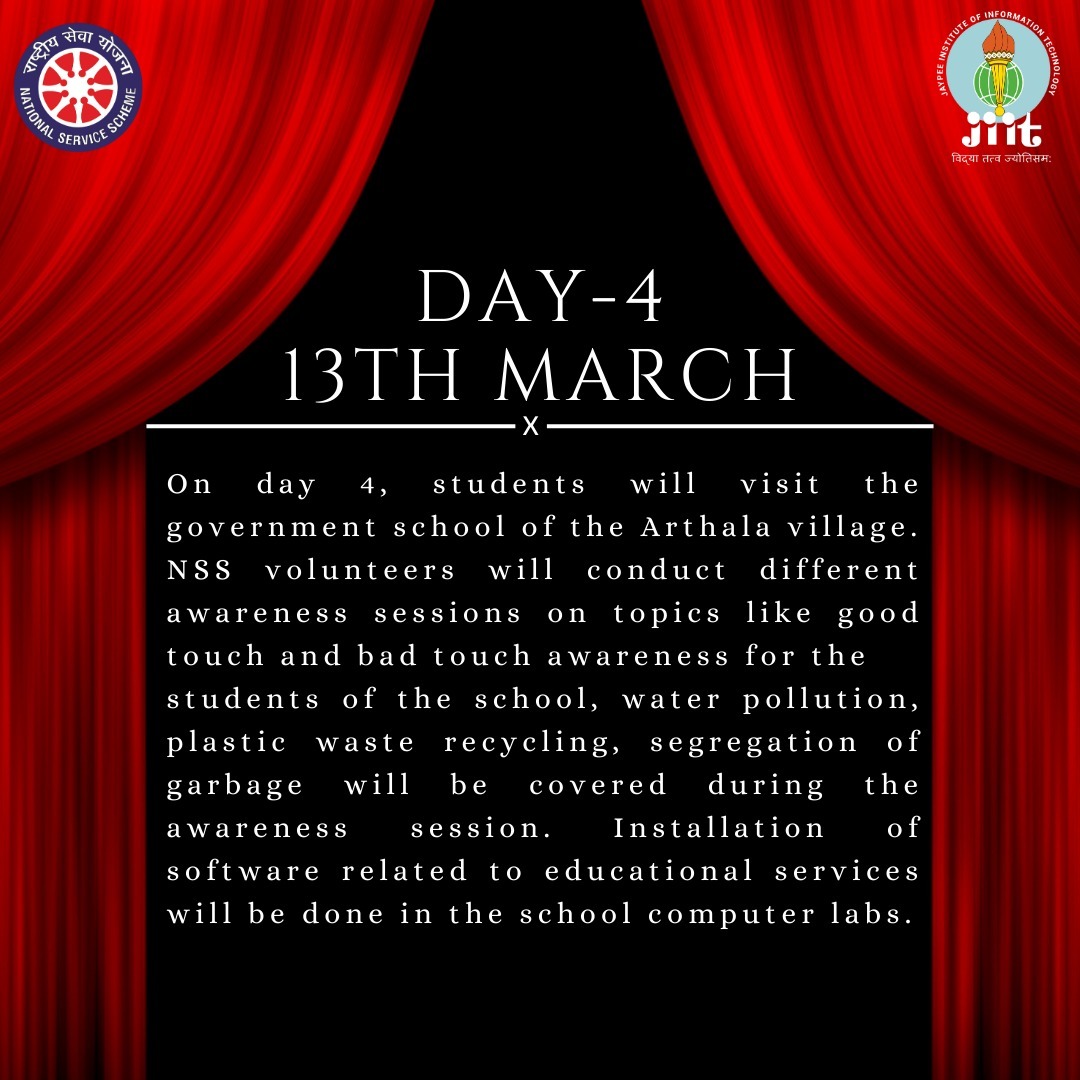 राष्ट्रीय सेवा योजना
NATIONAL SERVICE SCHEME
JAYPEE INSTITUTE OF INFORMATION TECHNOLOGY
jiit
विद्या तत्व ज्योतिसम:
DAY-4
13TH MARCH
X
On day 4, students will visit the
government school of the Arthala village.
NSS volunteers will conduct different
awareness sessions on topics like good
touch and bad touch awareness for the
students of the school, water pollution,
plastic waste recycling, segregation of
garbage will be covered during the
awareness session. Installation of
software related to educational services
will be done in the school computer labs.